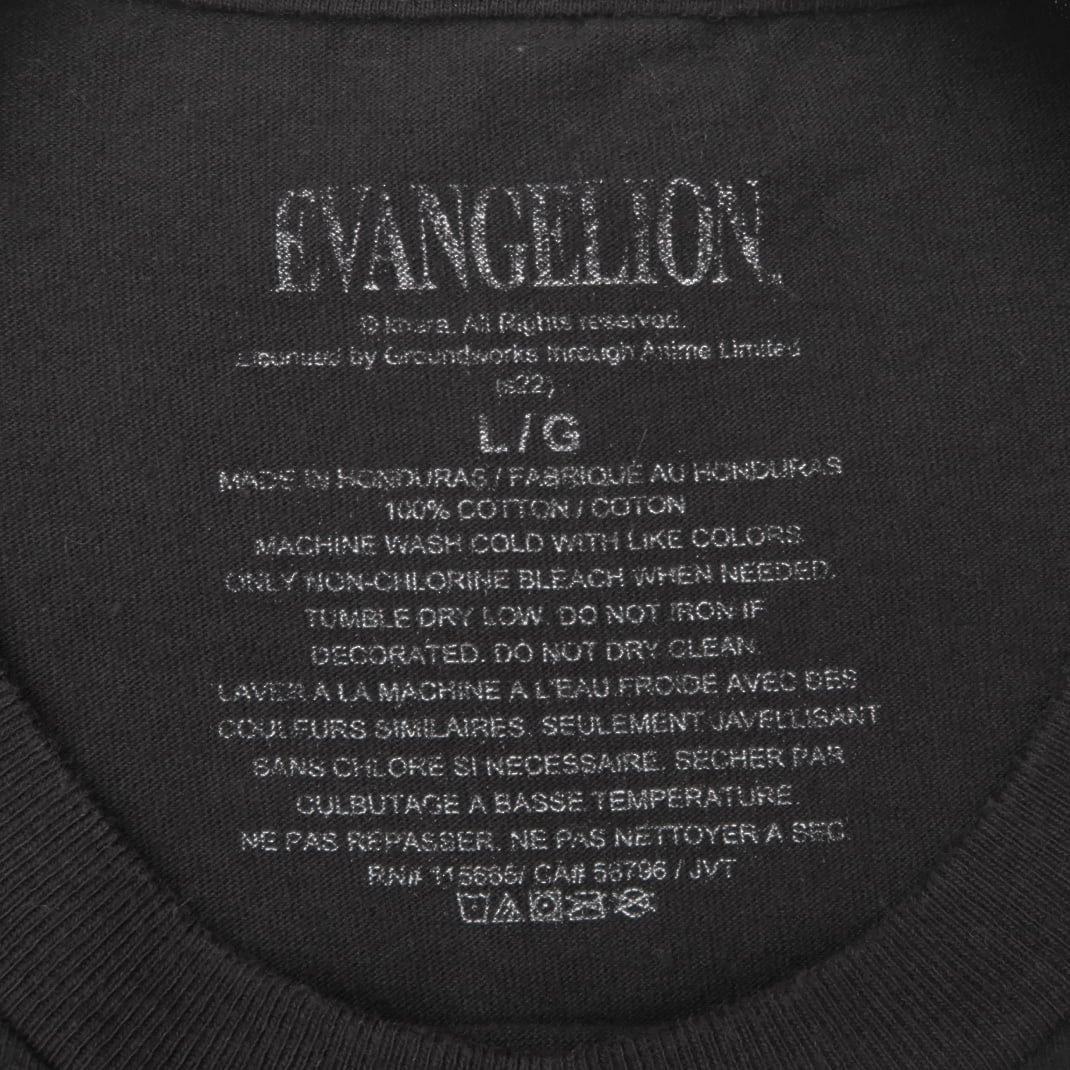 EVANGELION
© khara. All Rights reserved.
Licensed by Groundworks through Anime Limited
(s22)
L / G
MADE IN HONDURAS / FABRIQUÉ AU HONDURAS
100% COTTON / COTON
MACHINE WASH COLD WITH LIKE COLORS
ONLY NON-CHLORINE BLEACH WHEN NEEDED.
TUMBLE DRY LOW. DO NOT IRON IF
DECORATED. DO NOT DRY CLEAN.
LAVER A LA MACHINE A L'EAU FROIDE AVEC DES
COULEURS SIMILAIRES. SEULEMENT JAVELLISANT
SANS CHLORE SI NECESSAIRE. SECHER PAR
CULBUTAGE A BASSE TEMPERATURE.
NE PAS REPASSER. NE PAS NETTOYER A SEC
RN# / CA# / JVT